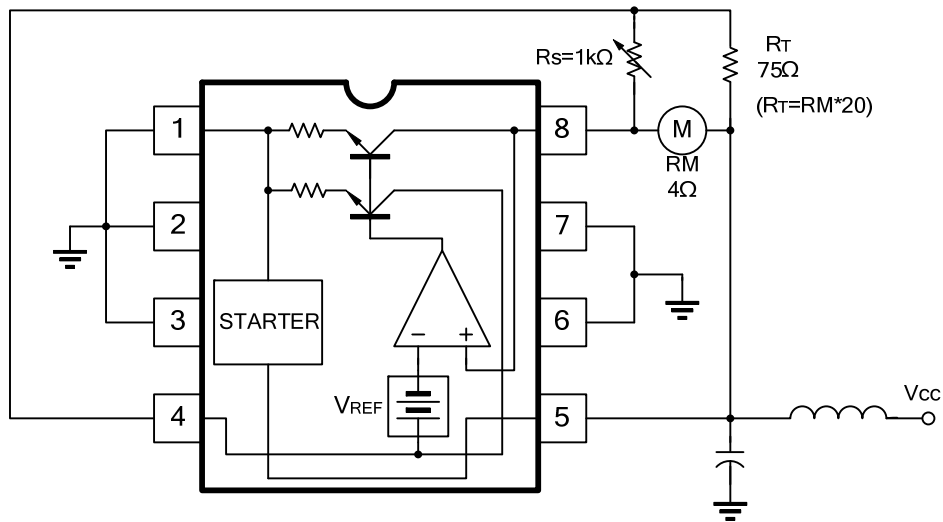 Rs=1kΩ
RT
75Ω
(RT=RM*20)
1
8
M
RM
4Ω
2
7
3
STARTER
6
−
+
VREF
4
5
Vcc